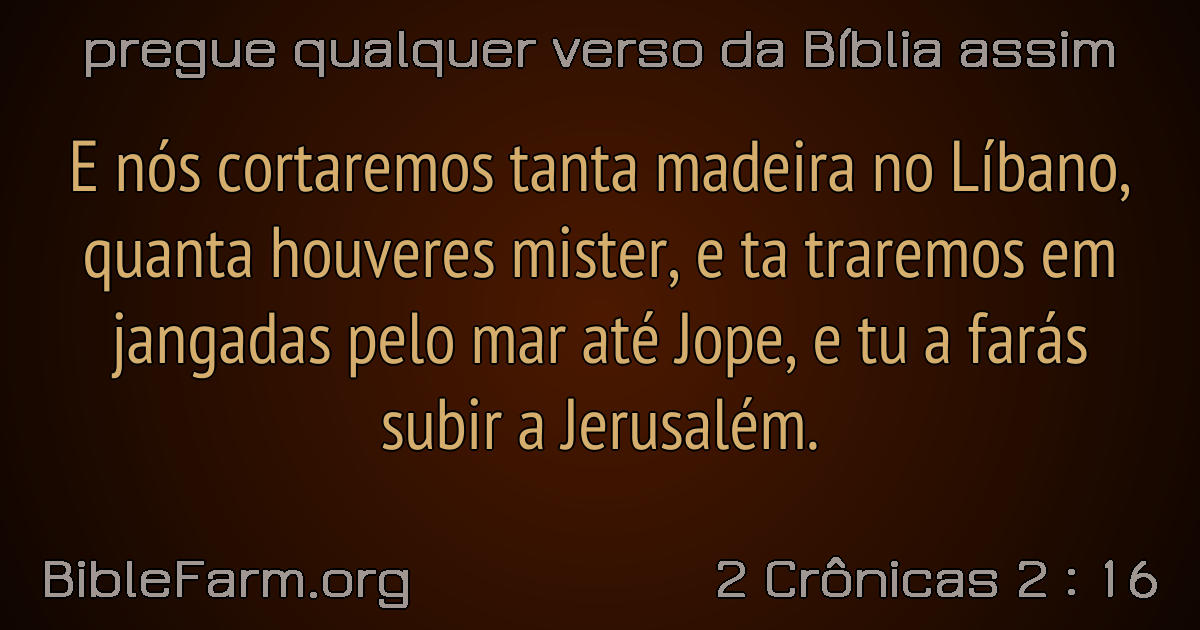 pregue qualquer verso da Bíblia assim
E nós cortaremos tanta madeira no Líbano,
quanta houveres mister, e ta traremos em
jangadas pelo mar até Jope, e tu a farás
subir a Jerusalém.
BibleFarm.org
2 Crônicas 2 : 16